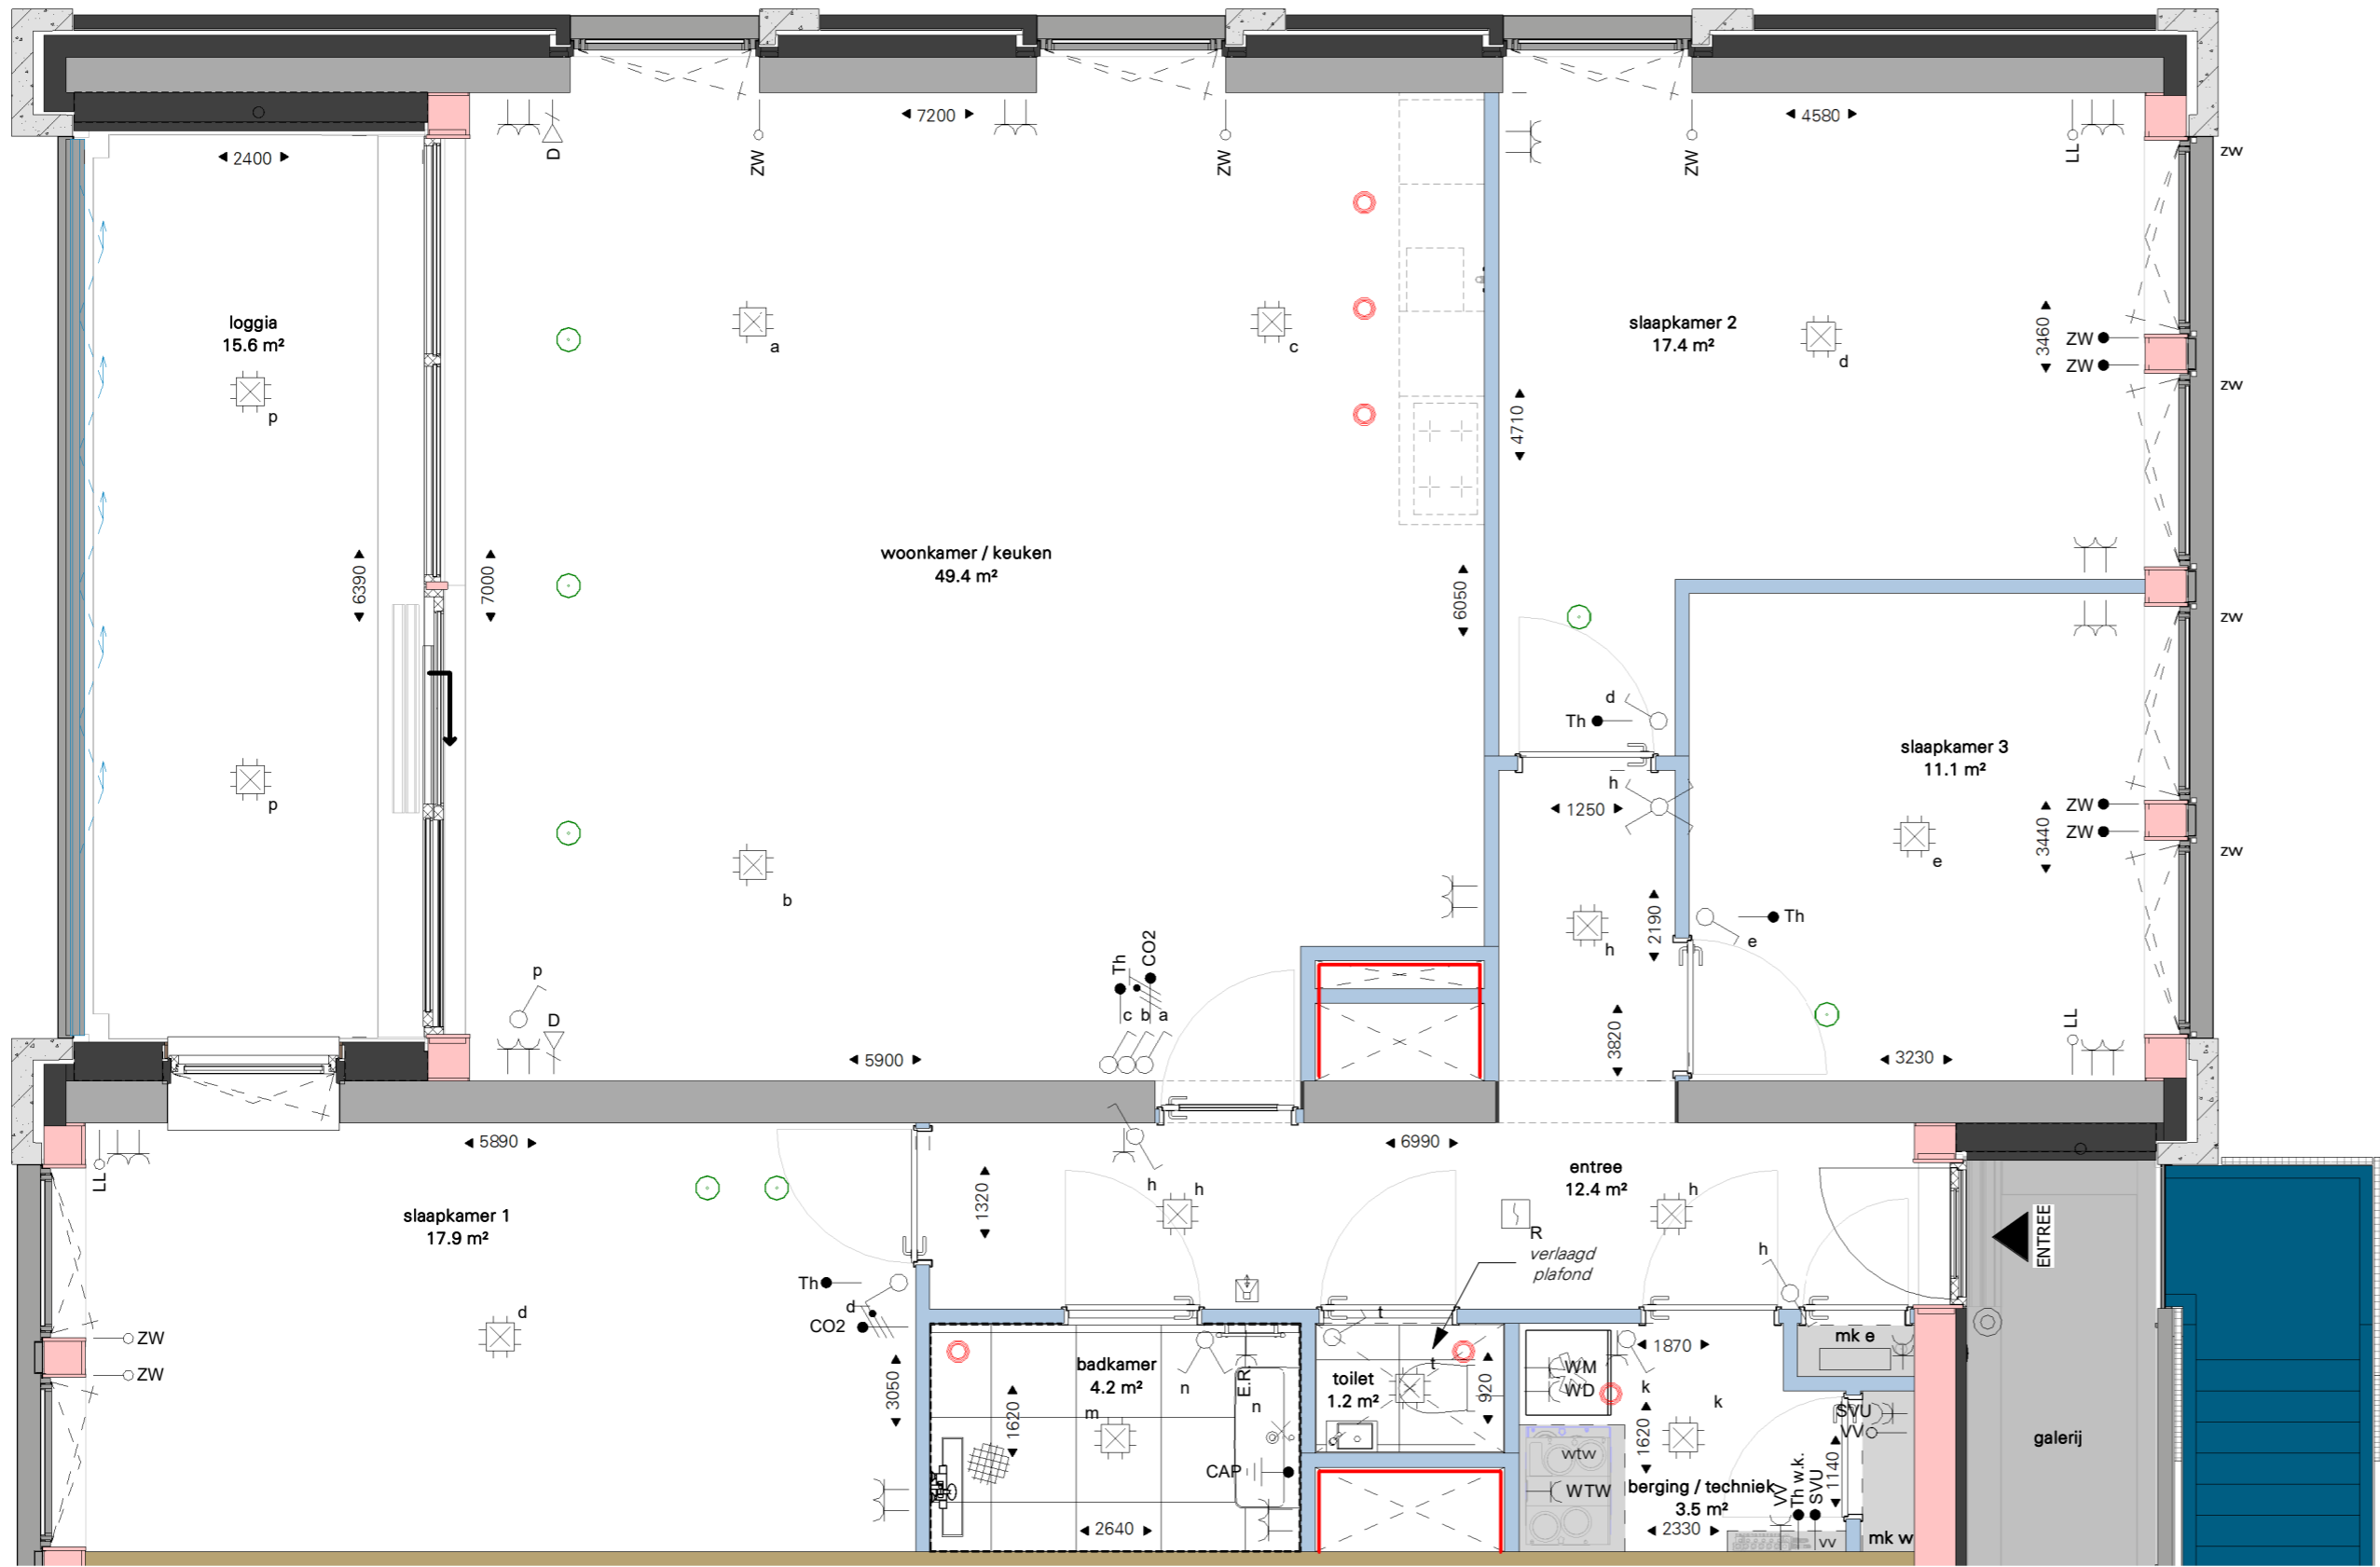 7200
4580
2400
D
ZW
ZW
ZW
LL
zw
loggia
15.6 m²
p
a
c
slaapkamer 2
17.4 m²
d
3460
ZW
ZW
zw
4710
woonkamer / keuken
49.4 m²
6390
7000
6050
zw
d
Th
slaapkamer 3
11.1 m²
p
h
1250
ZW
ZW
3440
zw
e
b
h
2190
Th
e
p
D
Th
CO2
c b a
3820
LL
5900
3230
5890
6990
LL
1320
h
h
entree
12.4 m²
h
slaapkamer 1
17.9 m²
R
verlaagd
plafond
h
ENTREE
Th
d
CO2
d
ZW
ZW
3050
badkamer
4.2 m²
n
E.R.
n
m
1620
CAP
2640
t
t
toilet
1.2 m²
920
WM
WD
1870
k
k
mk e
1620
wtw
WTW
berging / techniek
3.5 m²
2330
SVU
VV
1140
VV
Th w.k.
SVU
vv
mk w
galerij